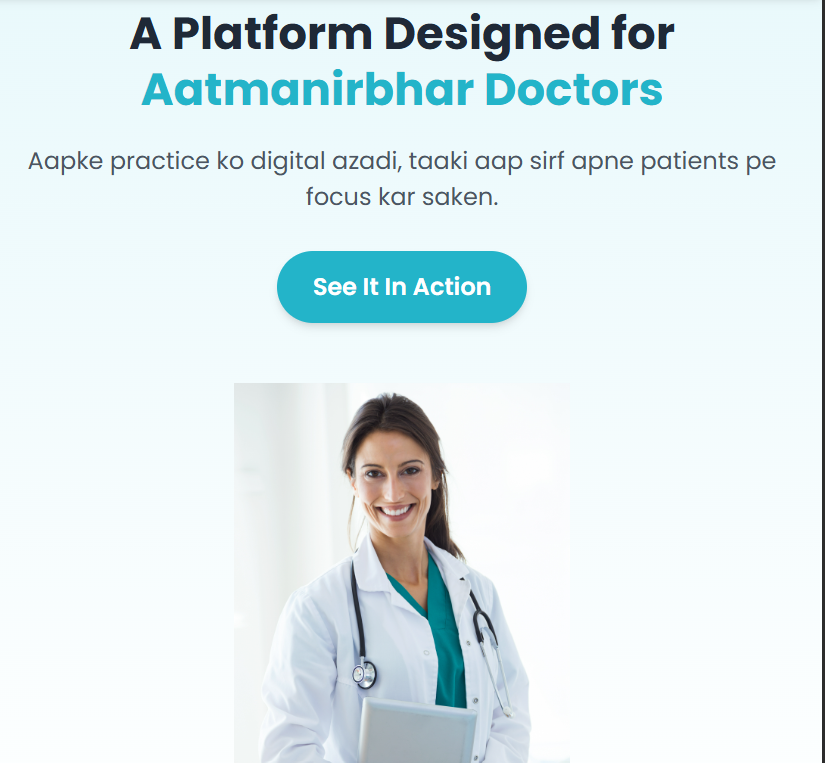 A Platform Designed for
Aatmanirbhar Doctors
Aapke practice ko digital azadi, taaki aap sirf apne patients pe
focus kar saken.
See It In Action